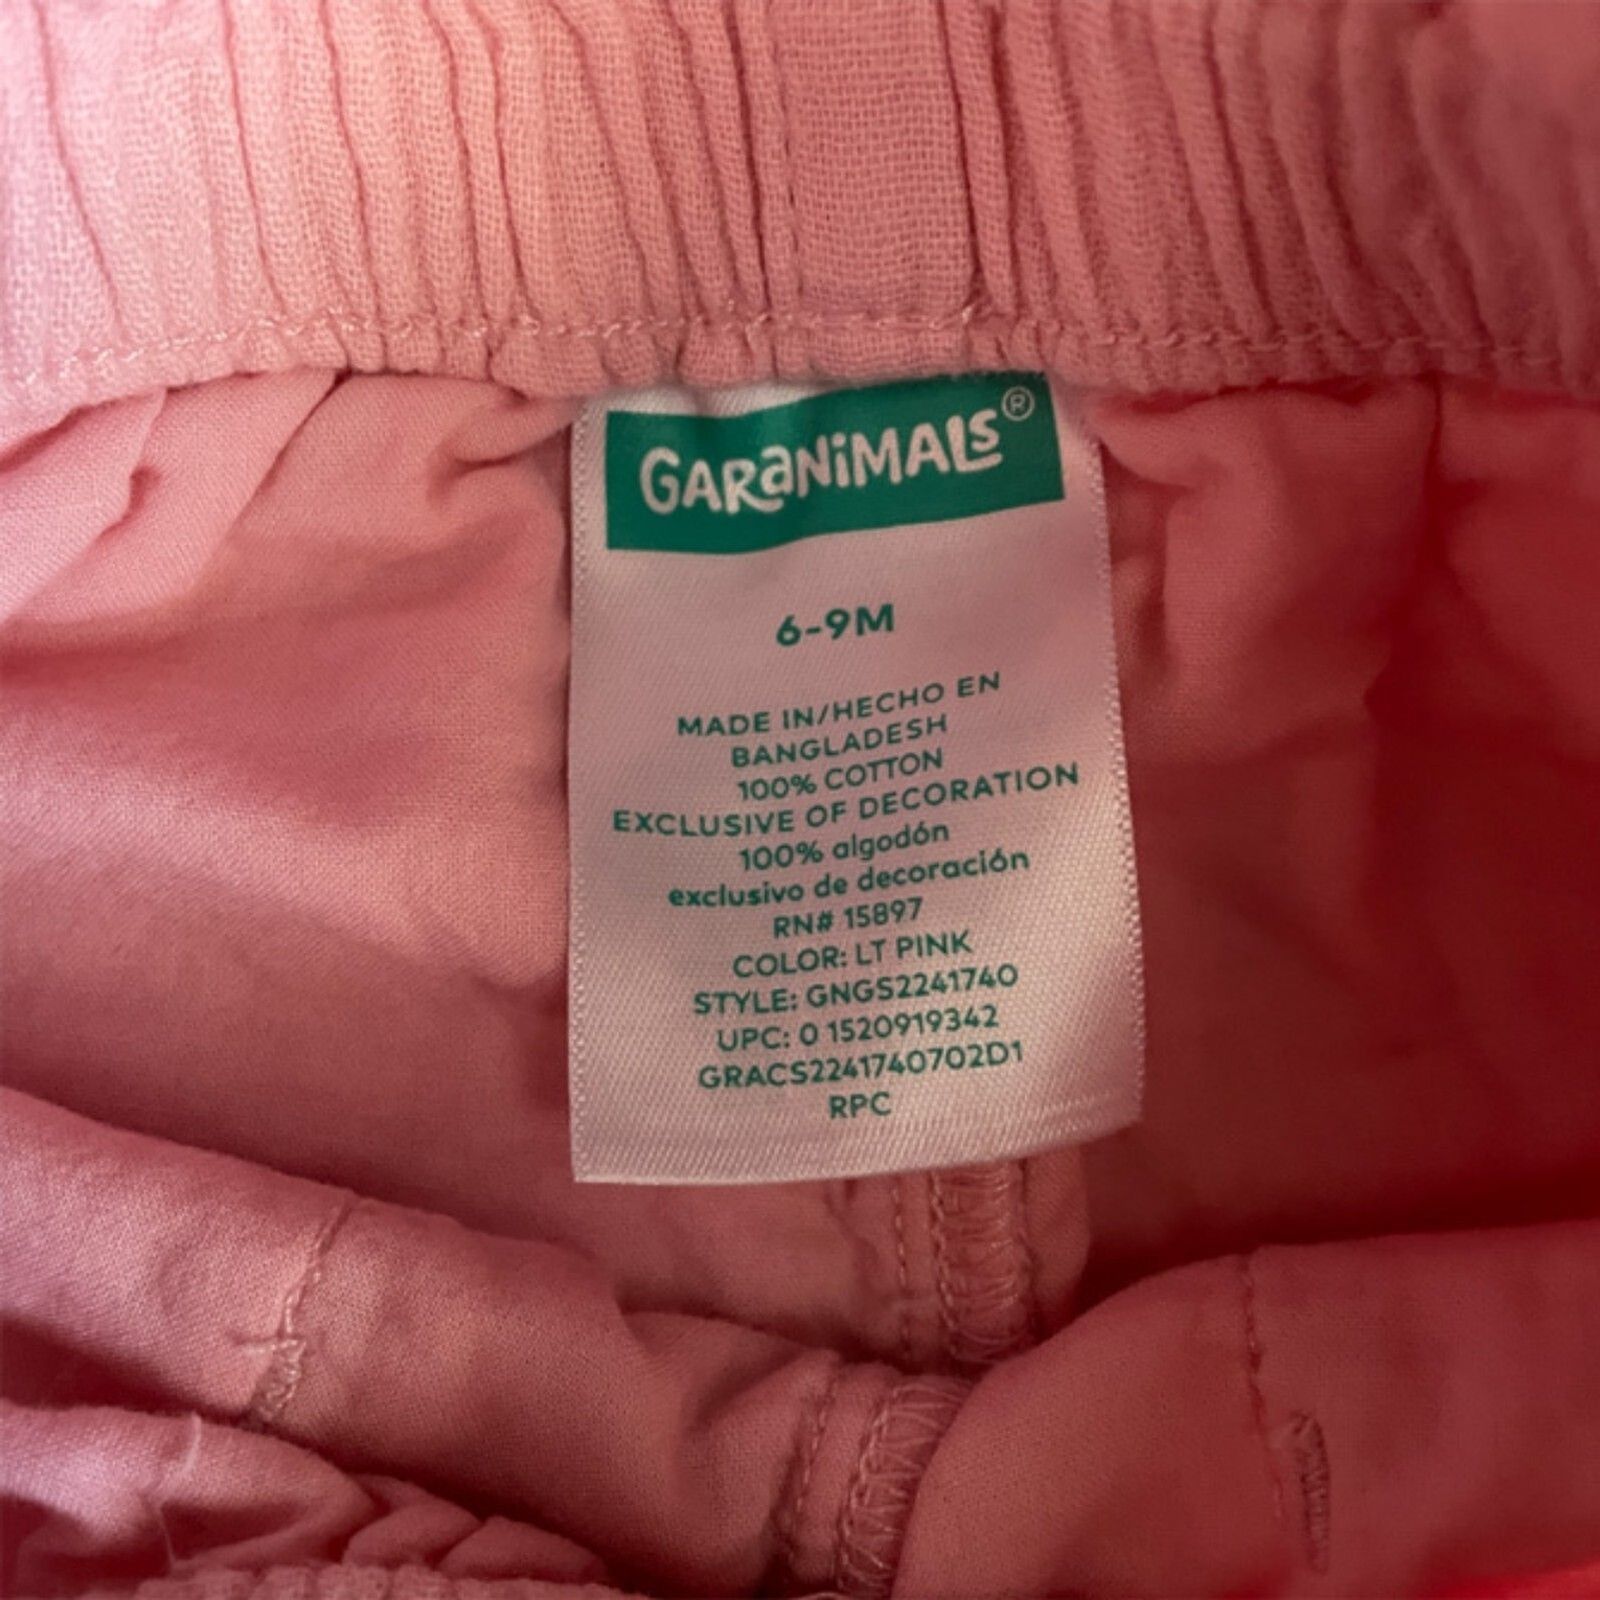 GARANiMALS®
6-9M
MADE IN/HECHO EN
BANGLADESH
100% COTTON
EXCLUSIVE OF DECORATION
100% algodón
exclusivo de decoración
RN# 15897
COLOR: LT PINK
STYLE: GNGS2241740
UPC: 0 1520919342
GRACS2241740702D1
RPC